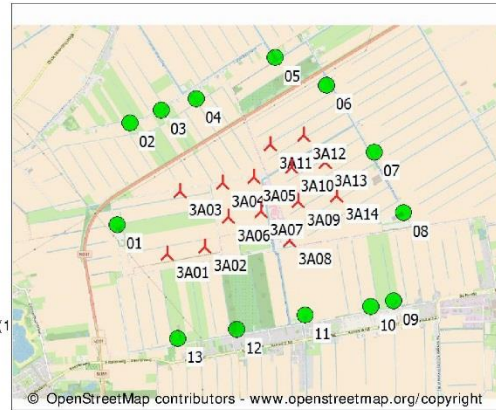 05
06
04
03
02
3A12
3A11
07
3A13
3A10
3A05
3A04
3A03
3A14
3A09
08
01
3A07
3A06
3A08
3A02
3A01
09
10
11
12
13
(1
© OpenStreetMap contributors - www.openstreetmap.org/copyright